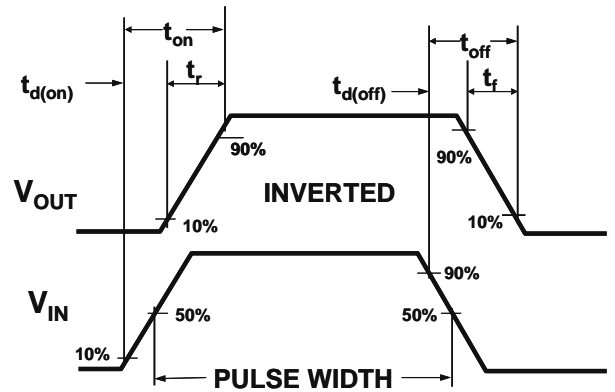 t_on t_off
t_d(on) t_r t_d(off) t_f
90% 90%
V_OUT INVERTED
10% 10%
90%
V_IN 50% 50%
10%
PULSE WIDTH